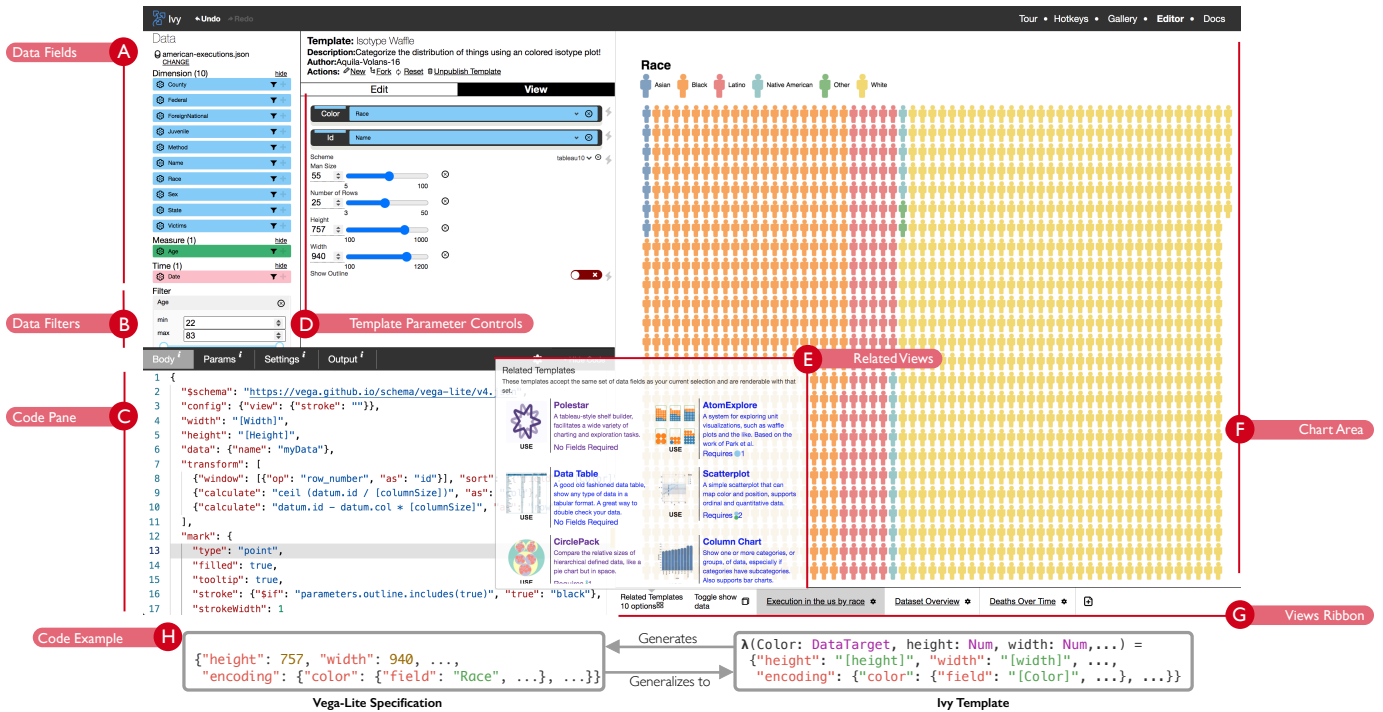 Ivy
Undo
Redo
Tour • Hotkeys • Gallery • Editor • Docs
Data Fields
A
Data
american-executions.json
CHANGE
Dimension (10)
hide
County
Federal
ForeignNational
Juvenile
Method
Name
Race
Sex
State
Victims
Measure (1)
hide
Age
Time (1)
hide
Date
Data Filters
B
Filter
Age
min
22
max
83
Template: Isotype Waffle
Description:Categorize the distribution of things using an colored isotype plot!
Author:Aquila-Volans-16
Actions: New Fork Reset Unpublish Template
Edit
View
Color
Race
Id
Name
Scheme
tableau10
Man Size
55
5
100
Number of Rows
25
3
50
Height
757
100
1000
Width
940
100
1200
Show Outline
D
Template Parameter Controls
Race
Asian
Black
Latino
Native American
Other
White
E
Related Views
F
Chart Area
Code Pane
C
Body i
Params i
Settings i
Output i
1 {
2 "$schema": "https://vega.github.io/schema/vega-lite/v4.
3 "config": {"view": {"stroke": ""}},
4 "width": "[Width]",
5 "height": "[Height]",
6 "data": {"name": "myData"},
7 "transform": [
8 {"window": [{"op": "row_number", "as": "id"}], "sort":
9 {"calculate": "ceil (datum.id / [columnSize])", "as":
10 {"calculate": "datum.id - datum.col * [columnSize]", "
11 ],
12 "mark": {
13 "type": "point",
14 "filled": true,
15 "tooltip": true,
16 "stroke": {"$if": "parameters.outline.includes(true)", "true": "black"},
17 "strokeWidth": 1
Related Templates
These templates accept the same set of data fields as your current selection and are renderable with that
set.
USE
Polestar
A tableau-style shelf builder,
facilitates a wide variety of
charting and exploration tasks.
No Fields Required
USE
AtomExplore
A system for exploring unit
visualizations, such as waffle
plots and the like. Based on the
work of Park et al.
Requires 1
USE
Data Table
A good old fashioned data table,
show any type of data in a
tabular format. A great way to
double check your data.
No Fields Required
USE
Scatterplot
A simple scatterplot that can
map color and position, supports
ordinal and quantitative data.
Requires 2
USE
CirclePack
Compare the relative sizes of
hierarchical defined data, like a
pie chart but in space.
Requires 1
Column Chart
Show one or more categories, or
groups, of data, especially if
categories have subcategories.
Also supports bar charts.
Related Templates
10 options
Toggle show
data
Execution in the us by race
Dataset Overview
Deaths Over Time
G
Views Ribbon
Code Example
H
{"height": 757, "width": 940, ...,
"encoding": {"color": {"field": "Race", ...}, ...}}
Vega-Lite Specification
Generates
Generalizes to
λ(Color: DataTarget, height: Num, width: Num,...) =
{"height": "[height]", "width": "[width]", ...,
"encoding": {"color": {"field": "[Color]", ...}, ...}}
Ivy Template